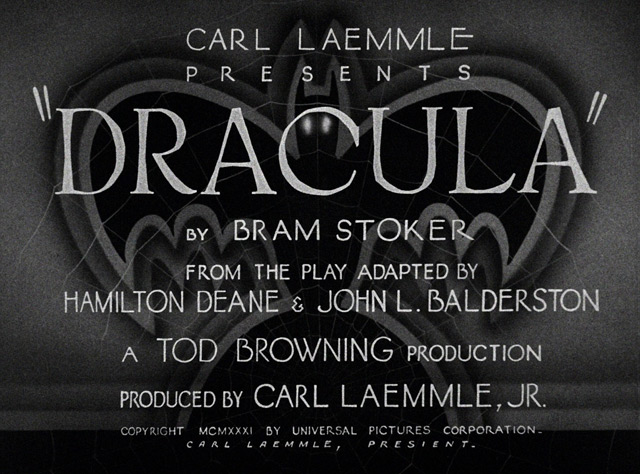 CARL LAEMMLE
PRESENTS
"DRACULA"
BY BRAM STOKER
FROM THE PLAY ADAPTED BY
HAMILTON DEANE & JOHN L. BALDERSTON
A TOD BROWNING PRODUCTION
PRODUCED BY CARL LAEMMLE, JR.
COPYRIGHT MCMXXXI BY UNIVERSAL PICTURES CORPORATION.
CARL LAEMMLE, PRESIENT.